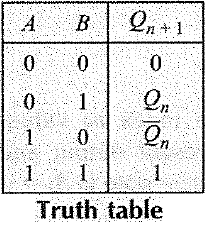 A B Qn+1
0 0 0
0 1 Qn
1 0 Q̅n
1 1 1
Truth table